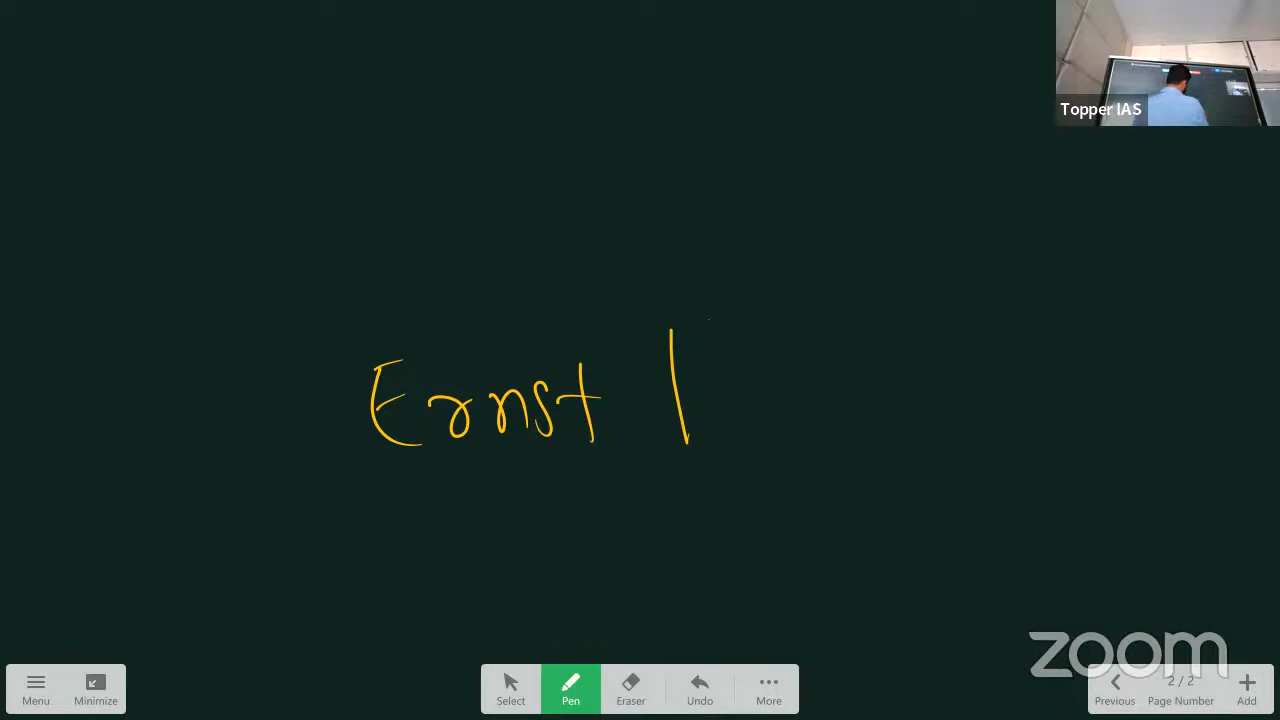 Topper IAS
Ernst
zoom
Menu Minimize Select Pen Eraser Undo More Previous 2 / 2 Page Number Add